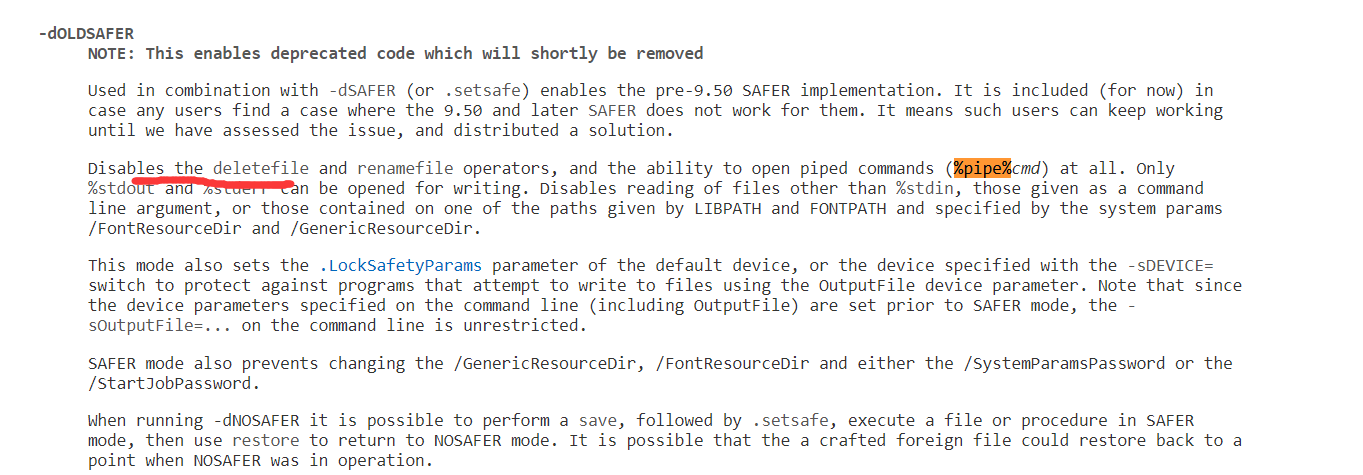 -dOLDSAFER
NOTE: This enables deprecated code which will shortly be removed
Used in combination with -dSAFER (or .setsafe) enables the pre-9.50 SAFER implementation. It is included (for now) in
case any users find a case where the 9.50 and later SAFER does not work for them. It means such users can keep working
until we have assessed the issue, and distributed a solution.
Disables the deletefile and renamefile operators, and the ability to open piped commands (%pipe%cmd) at all. Only
%stdout and %stderr can be opened for writing. Disables reading of files other than %stdin, those given as a command
line argument, or those contained on one of the paths given by LIBPATH and FONTPATH and specified by the system params
/FontResourceDir and /GenericResourceDir.
This mode also sets the .LockSafetyParams parameter of the default device, or the device specified with the -sDEVICE=
switch to protect against programs that attempt to write to files using the OutputFile device parameter. Note that since
the device parameters specified on the command line (including OutputFile) are set prior to SAFER mode, the -
sOutputFile=... on the command line is unrestricted.
SAFER mode also prevents changing the /GenericResourceDir, /FontResourceDir and either the /SystemParamsPassword or the
/StartJobPassword.
When running -dNOSAFER it is possible to perform a save, followed by .setsafe, execute a file or procedure in SAFER
mode, then use restore to return to NOSAFER mode. It is possible that the a crafted foreign file could restore back to a
point when NOSAFER was in operation.